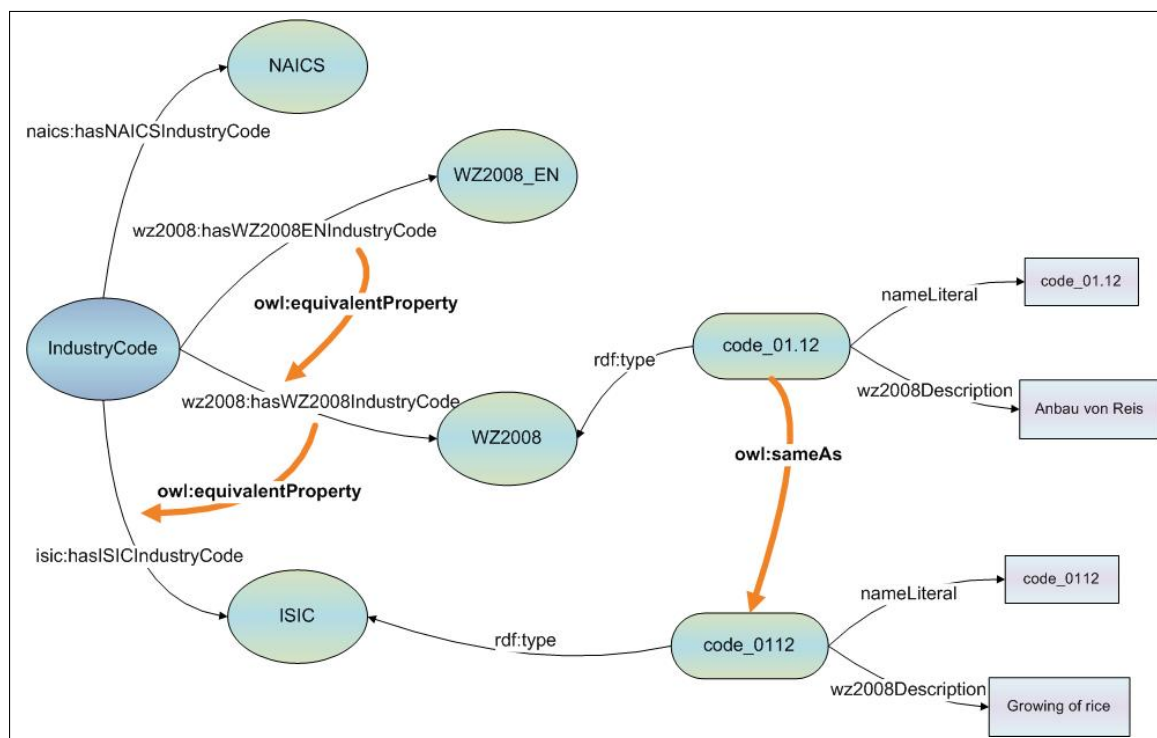 NAICS
naics:hasNAICSIndustryCode
WZ2008_EN
wz2008:hasWZ2008ENIndustryCode
owl:equivalentProperty
IndustryCode
wz2008:hasWZ2008IndustryCode
WZ2008
owl:equivalentProperty
isic:hasISICIndustryCode
ISIC
rdf:type
code_01.12
nameLiteral
code_01.12
wz2008Description
Anbau von Reis
owl:sameAs
rdf:type
code_0112
nameLiteral
code_0112
wz2008Description
Growing of rice